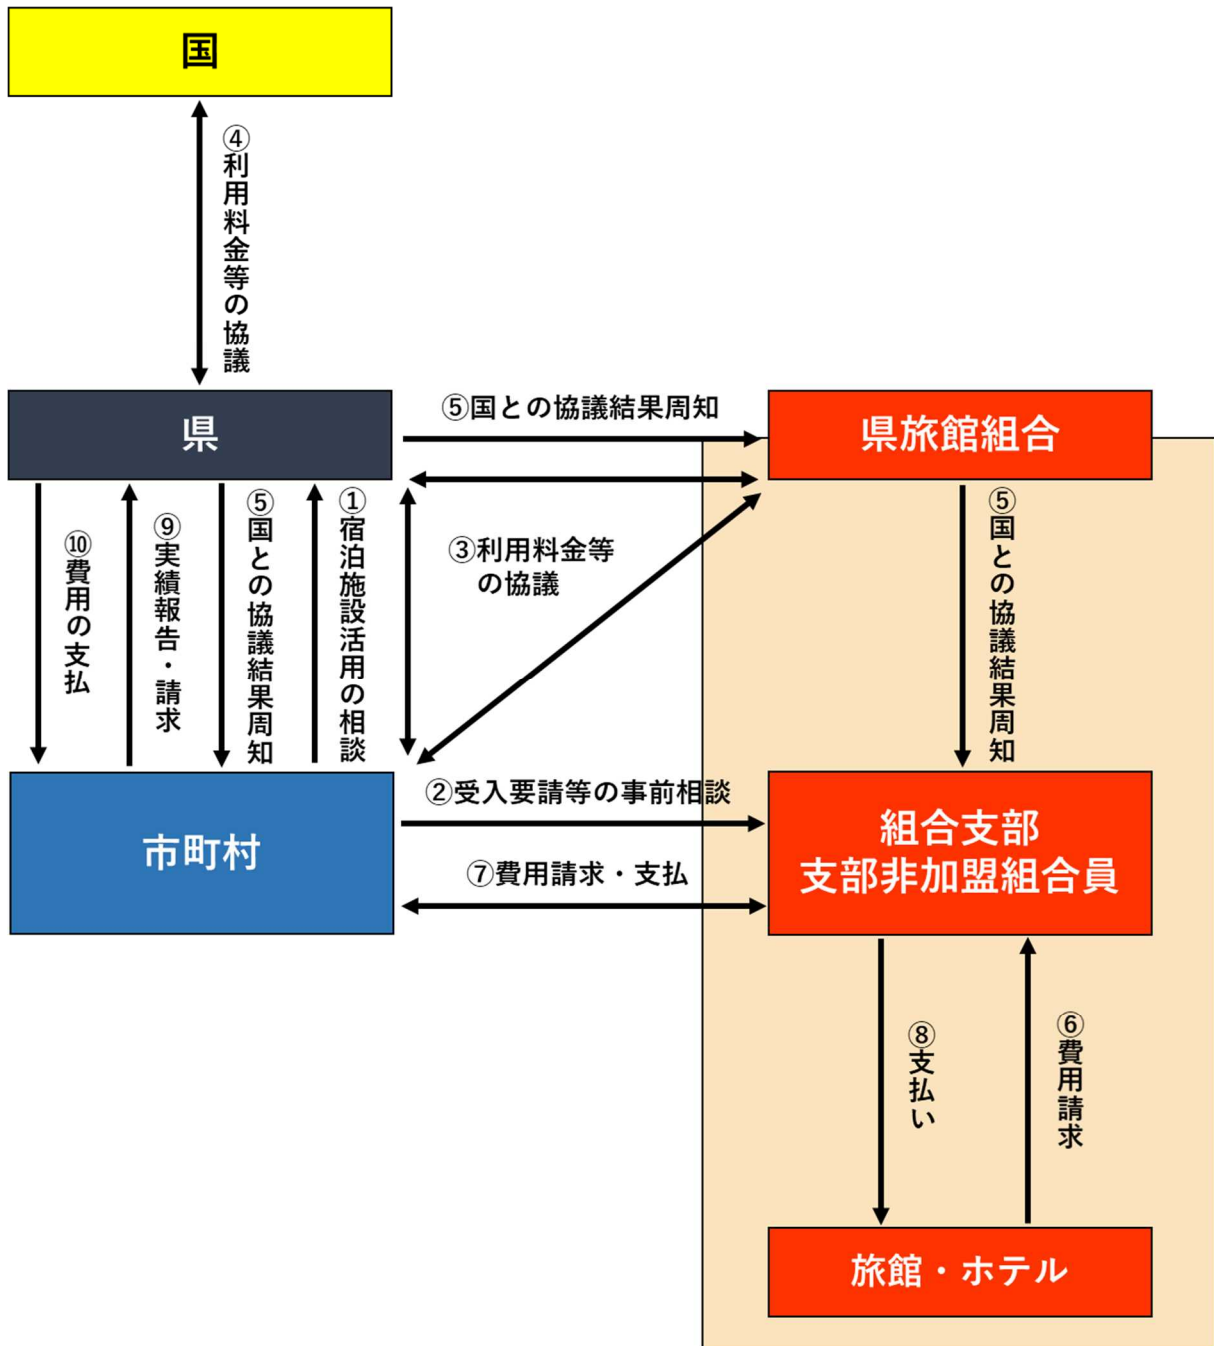 国
④利用料金等の協議
県
⑤国との協議結果周知
県旅館組合
③利用料金等
の協議
⑩費用の支払
⑨実績報告・請求
⑤国との協議結果周知
①宿泊施設活用の相談
⑤国との協議結果周知
市町村
②受入要請等の事前相談
⑦費用請求・支払
組合支部
支部非加盟組合員
⑧支払い
⑥費用請求
旅館・ホテル